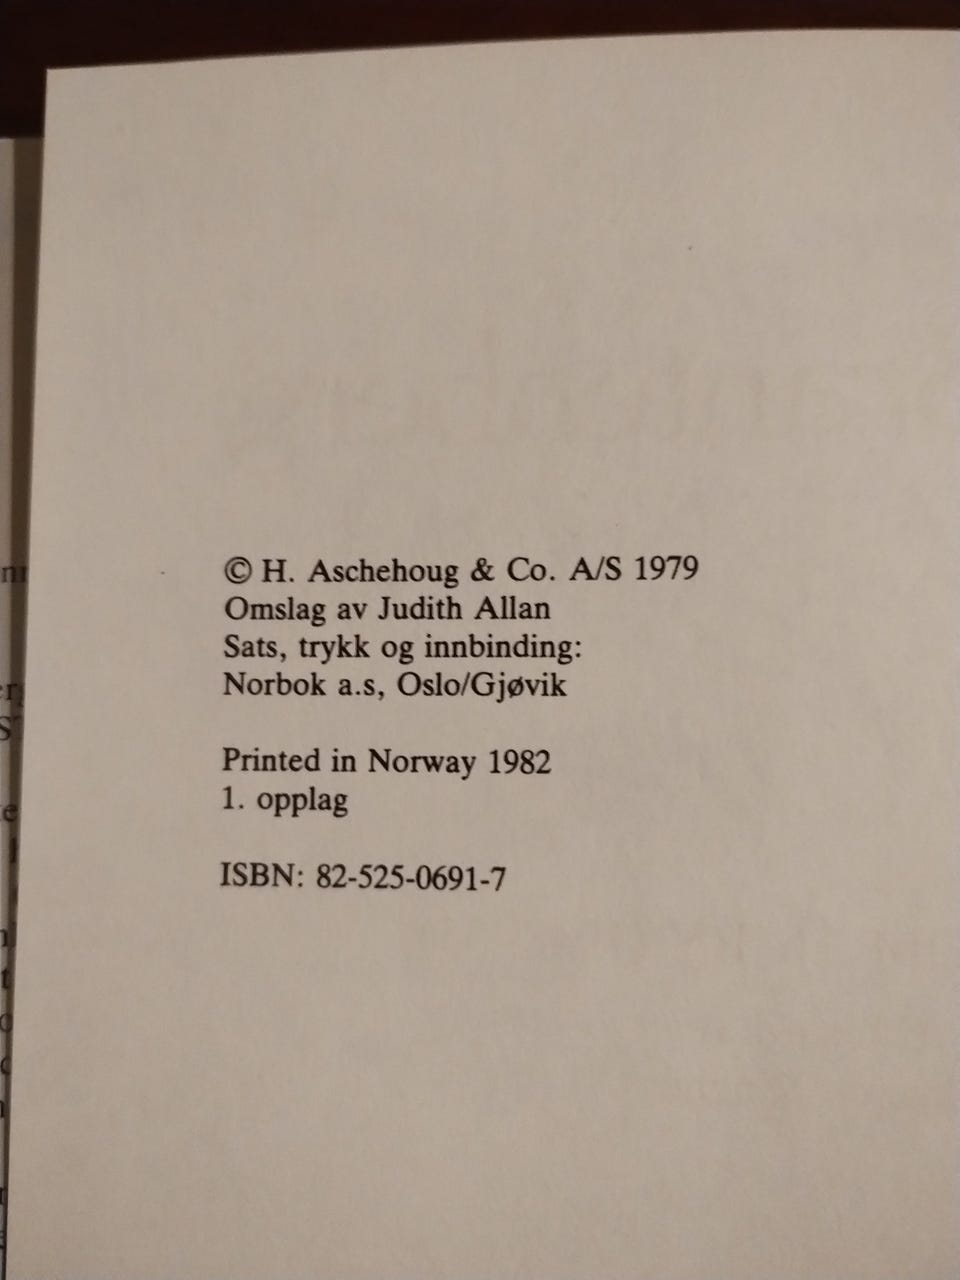 © H. Aschehoug & Co. A/S 1979
Omslag av Judith Allan
Sats, trykk og innbinding:
Norbok a.s, Oslo/Gjøvik
Printed in Norway 1982
1. opplag
ISBN: 82-525-0691-7